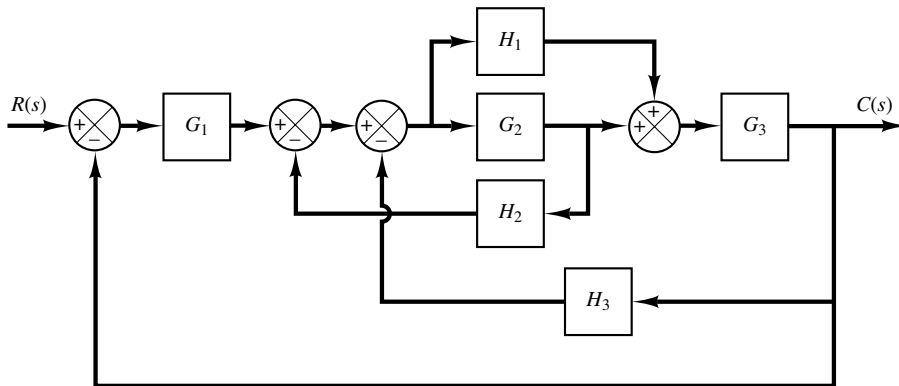 H₁
R(s)
C(s)
+
−
G₁
+
−
+
−
G₂
+
+
G₃
H₂
H₃